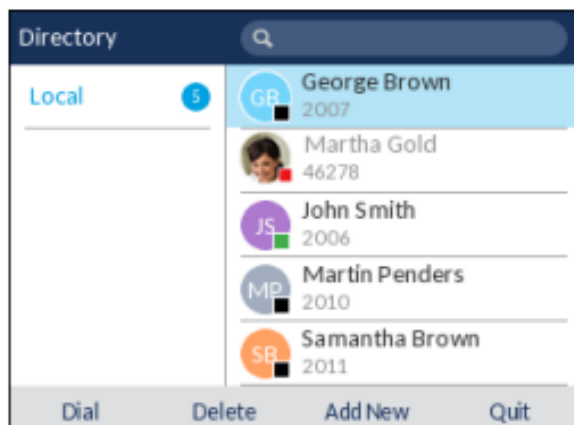 Directory
Local 5
GB George Brown
2007
Martha Gold
46278
JS John Smith
2006
MP Martin Penders
2010
SB Samantha Brown
2011
Dial Delete Add New Quit